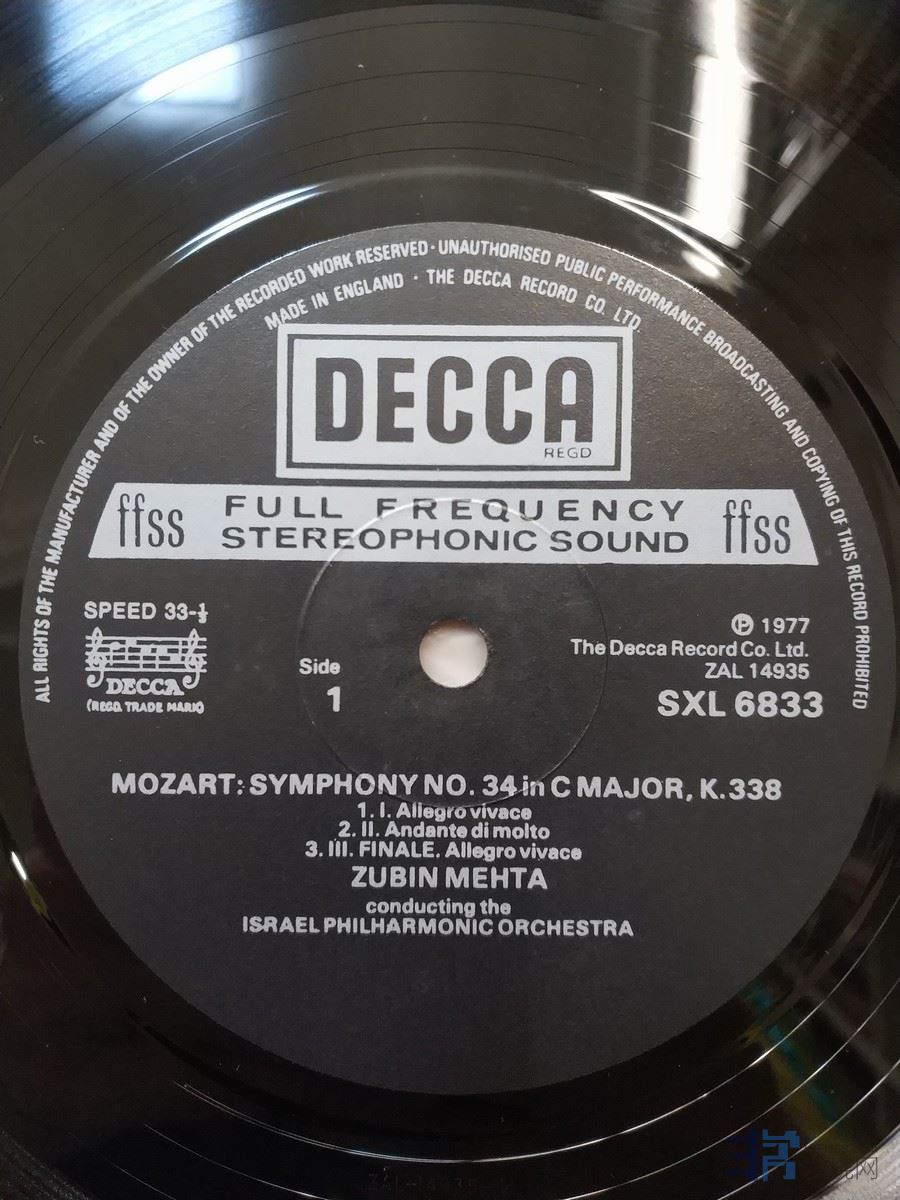 ALL RIGHTS OF THE MANUFACTURER AND OF THE OWNER OF THE RECORDED WORK RESERVED · UNAUTHORISED PUBLIC PERFORMANCE BROADCASTING AND COPYING OF THIS RECORD PROHIBITED
MADE IN ENGLAND · THE DECCA RECORD CO. LTD
DECCA
REGD
ffss FULL FREQUENCY STEREOPHONIC SOUND ffss
SPEED 33-⅓
DECCA
(REGD. TRADE MARK)
Side
1
Ⓟ 1977
The Decca Record Co. Ltd.
ZAL 14935
SXL 6833
MOZART: SYMPHONY NO. 34 in C MAJOR, K.338
1. I. Allegro vivace
2. II. Andante di molto
3. III. FINALE. Allegro vivace
ZUBIN MEHTA
conducting the
ISRAEL PHILHARMONIC ORCHESTRA
网